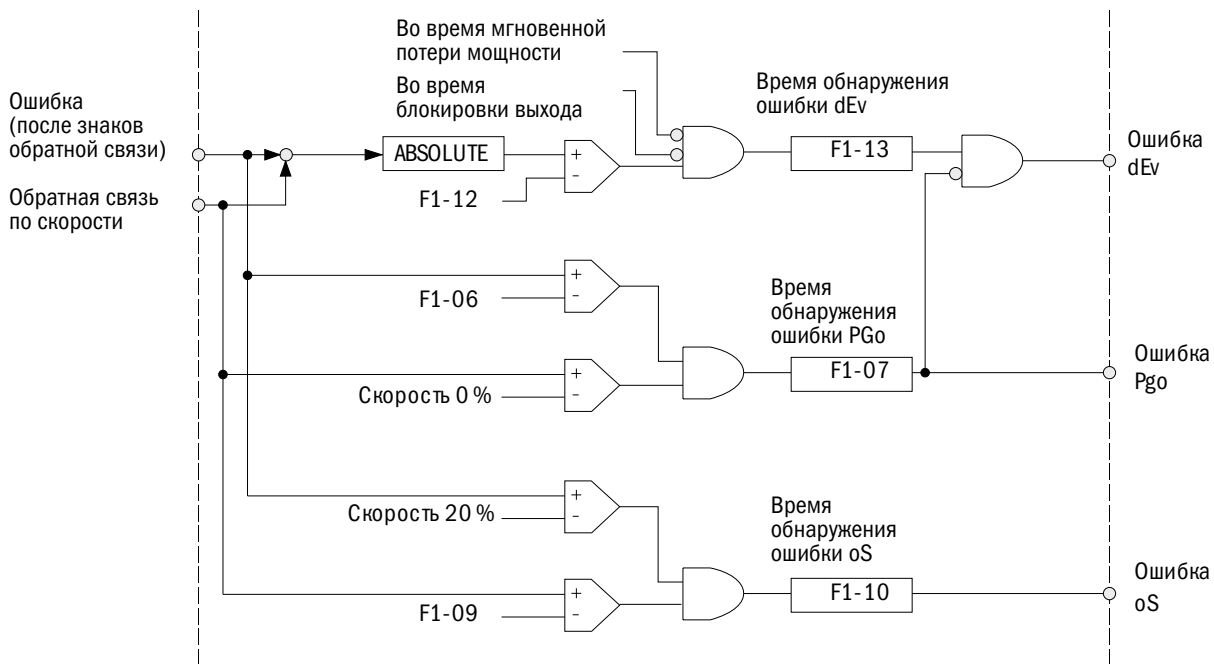 Во время мгновенной
потери мощности
Во время
блокировки выхода
Время обнаружения
ошибки dEv
Ошибка
(после знаков
обратной связи)
ABSOLUTE
+
-
F1-12
F1-13
Ошибка
dEv
Обратная связь
по скорости
+
-
F1-06
Время
обнаружения
ошибки PGo
+
-
Скорость 0 %
F1-07
Ошибка
Pgo
+
-
Скорость 20 %
Время
обнаружения
ошибки oS
+
-
F1-09
F1-10
Ошибка
oS